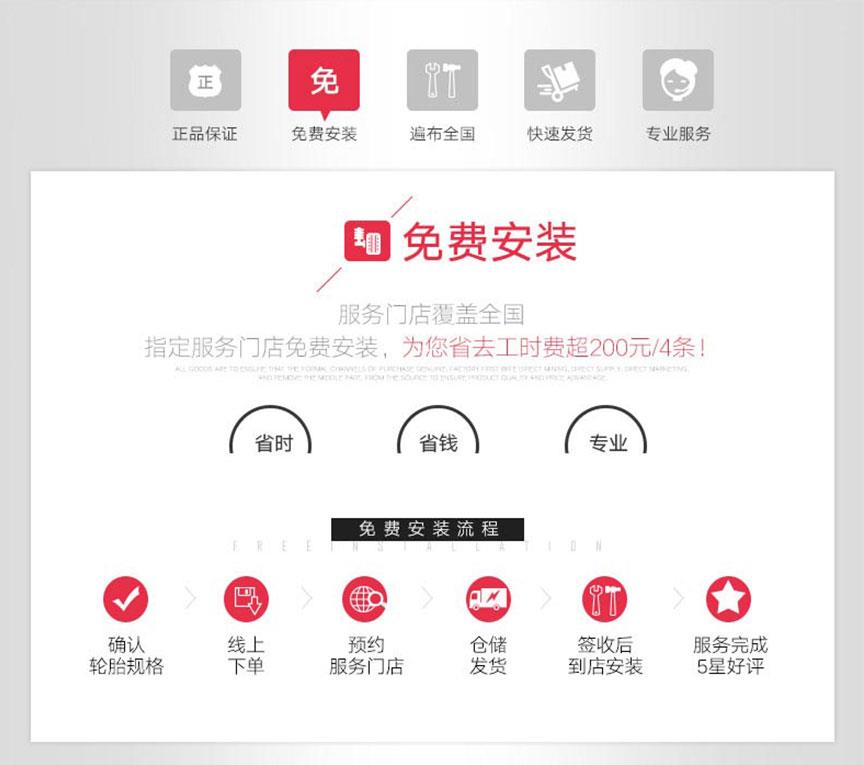 正
免
正品保证
免费安装
遍布全国
快速发货
专业服务
免费安装
服务门店覆盖全国
指定服务门店免费安装，为您省去工时费超200元/4条！
ALL GOODS ARE TO ENSURE THAT THE FORMAL CHANNELS OF PURCHASE GENUINE, FACTORY FIRST
DIRECT SUPPLY, DIRECT MARKETING,
AND REMOVE THE MIDDLE PART, FROM THE SOURCE TO ENSURE PRODUCT QUALITY AND PRICE ADVANTAGE.
省时
省钱
专业
免费安装流程
FREE INSTALLATION
确认
轮胎规格
线上
下单
预约
服务门店
仓储
发货
签收后
到店安装
服务完成
5星好评